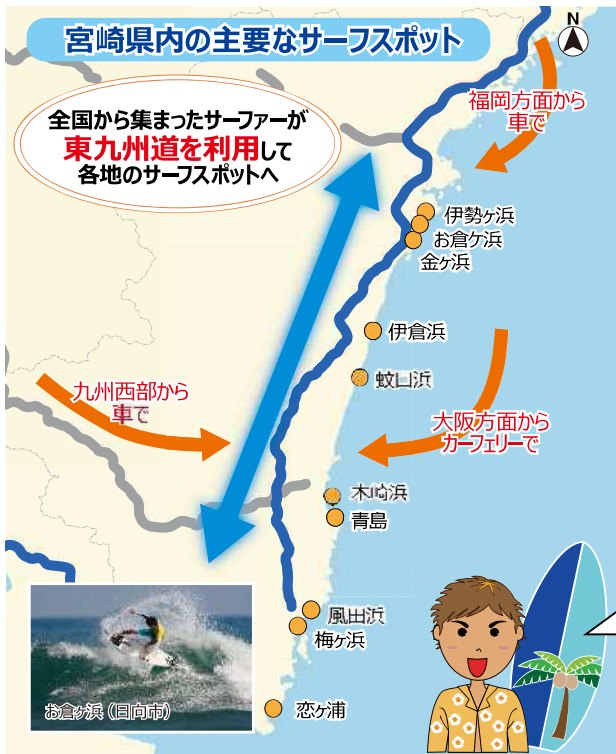 宮崎県内の主要なサーフスポット
N
全国から集まったサーファーが
東九州道を利用して
各地のサーフスポットへ
福岡方面から
車で
伊勢ヶ浜
お倉ヶ浜
金ヶ浜
伊倉浜
蚊口浜
九州西部から
車で
大阪方面から
カーフェリーで
木崎浜
青島
風田浜
梅ヶ浜
恋ヶ浦
お倉ヶ浜（日向市）